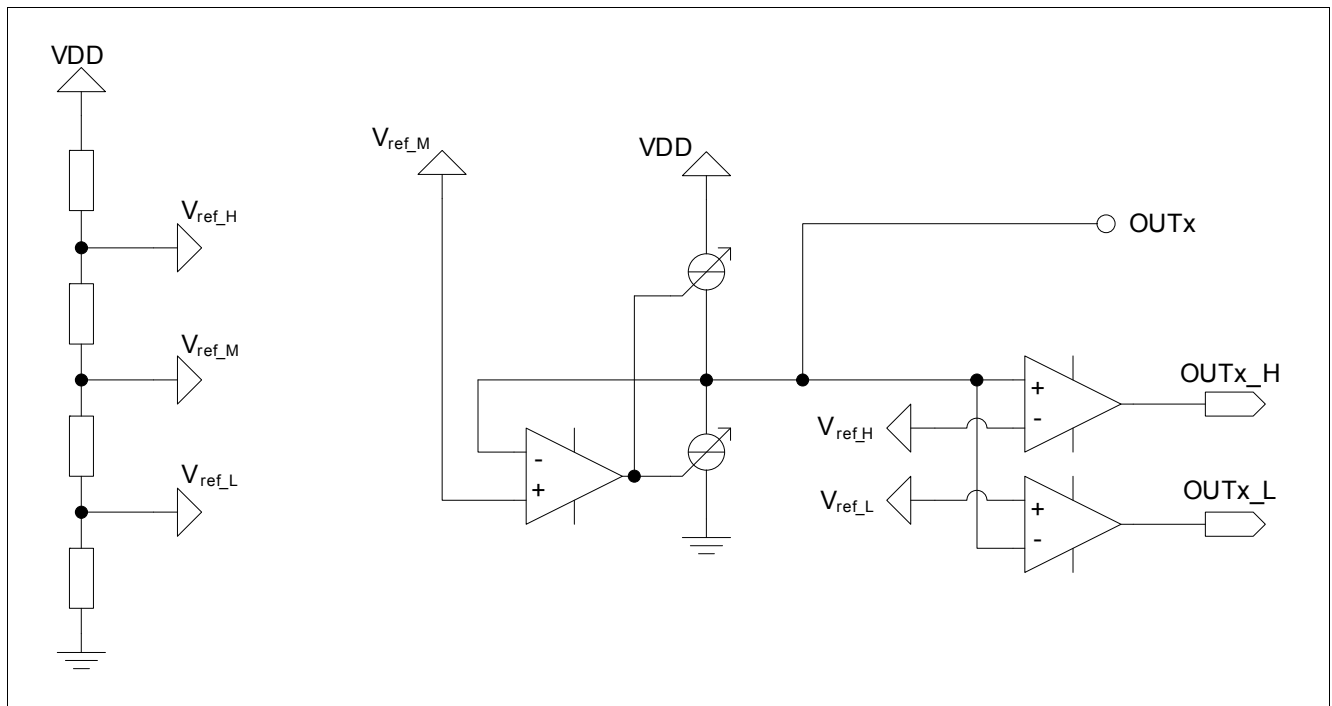 VDD
Vref_H
Vref_M
Vref_L
Vref_M
VDD
OUTx
-
+
+
-
Vref_H
OUTx_H
+
-
Vref_L
OUTx_L